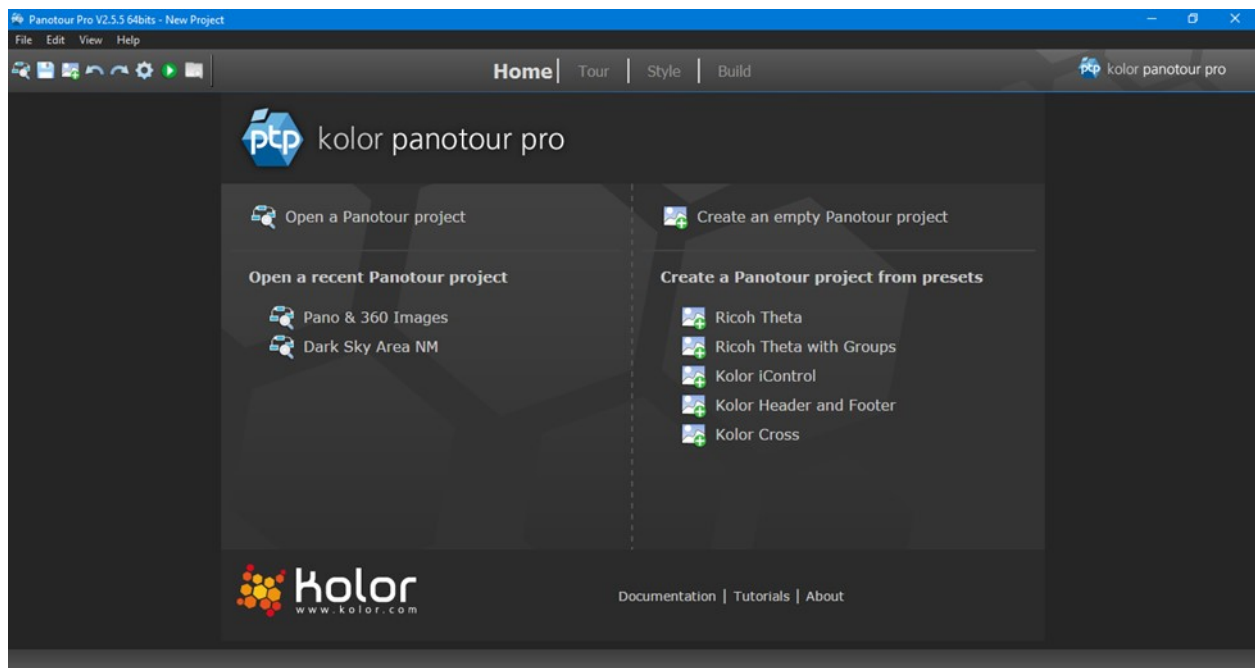 Panotour Pro V2.5.5 64bits - New Project
File Edit View Help
Home Tour Style Build
ptp kolor panotour pro
ptp kolor panotour pro
Open a Panotour project
Create an empty Panotour project
Open a recent Panotour project
Pano & 360 Images
Dark Sky Area NM
Create a Panotour project from presets
Ricoh Theta
Ricoh Theta with Groups
Kolor iControl
Kolor Header and Footer
Kolor Cross
Kolor
www.kolor.com
Documentation | Tutorials | About